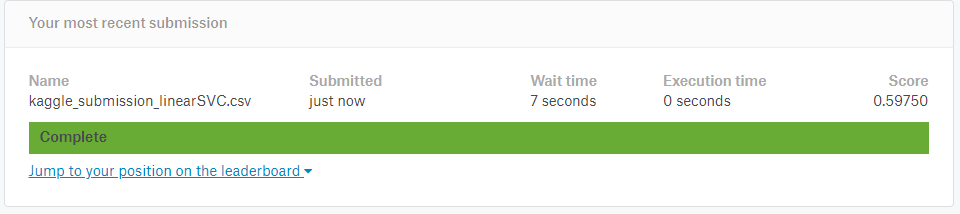 Your most recent submission
Name Submitted Wait time Execution time Score
kaggle_submission_linearSVC.csv just now 7 seconds 0 seconds 0.59750
Complete
Jump to your position on the leaderboard